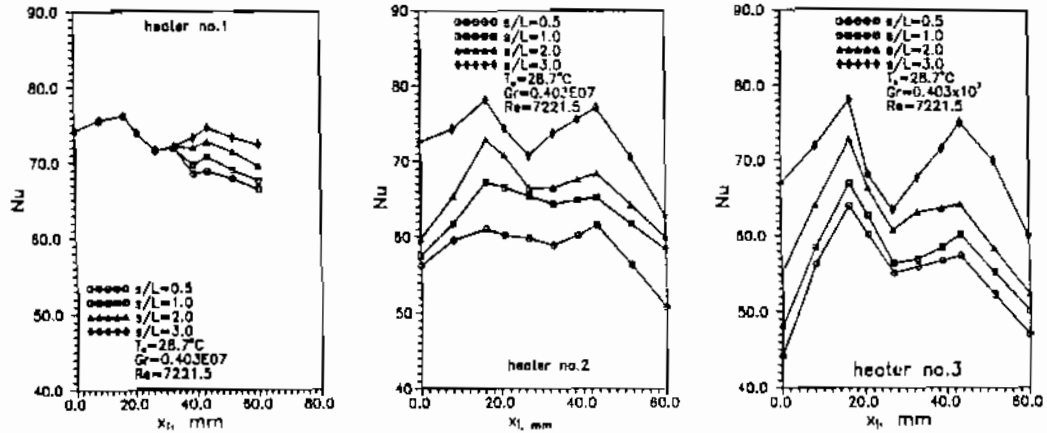 90.0
80.0
70.0
60.0
50.0
40.0
Nu
heater no.1
s/L=0.5
s/L=1.0
s/L=2.0
s/L=3.0
T =28.7°C
Gr=0.403E07
Re=7221.5
0.0 20.0 40.0 60.0 80.0
mm
90.0
80
70
60
50
40
Nu
s/L=0.5
s/L=1.0
s/L=2.0
s/L=3.0
T =28.7°C
Gr=0.403E07
Re=7221.5
heater no.2
0.0 20.0 40.0 60.0
mm
90.0
80.0
70.0
60.0
50.0
40.0
Nu
s/L=0.5
s/L=1.0
s/L=2.0
s/L=3.0
T =28.7°C
Re=7221.5
heater no.3
0.0 20.0 40.0 60.0
mm